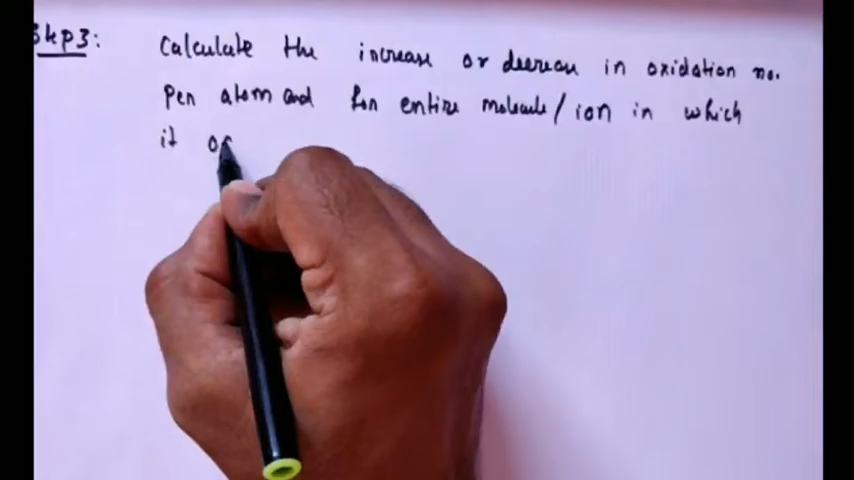 Step3: Calculate the increase or decrease in oxidation no.
per atom and for entire molecule/ion in which
it oc